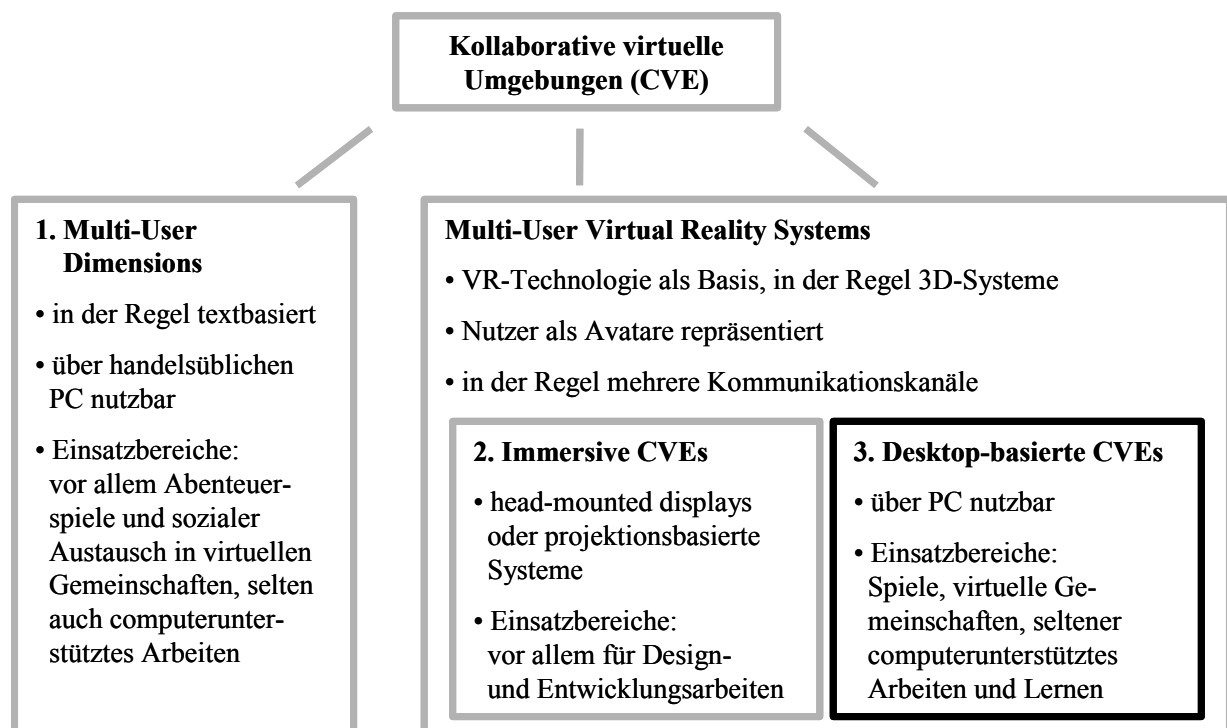 Kollaborative virtuelle
Umgebungen (CVE)
1. Multi-User
Dimensions
• in der Regel textbasiert
• über handelsüblichen
PC nutzbar
• Einsatzbereiche:
vor allem Abenteuer-
spiele und sozialer
Austausch in virtuellen
Gemeinschaften, selten
auch computerunter-
stütztes Arbeiten
Multi-User Virtual Reality Systems
• VR-Technologie als Basis, in der Regel 3D-Systeme
• Nutzer als Avatare repräsentiert
• in der Regel mehrere Kommunikationskanäle
2. Immersive CVEs
• head-mounted displays
oder projektionsbasierte
Systeme
• Einsatzbereiche:
vor allem für Design-
und Entwicklungsarbeiten
3. Desktop-basierte CVEs
• über PC nutzbar
• Einsatzbereiche:
Spiele, virtuelle Ge-
meinschaften, seltener
computerunterstütztes
Arbeiten und Lernen